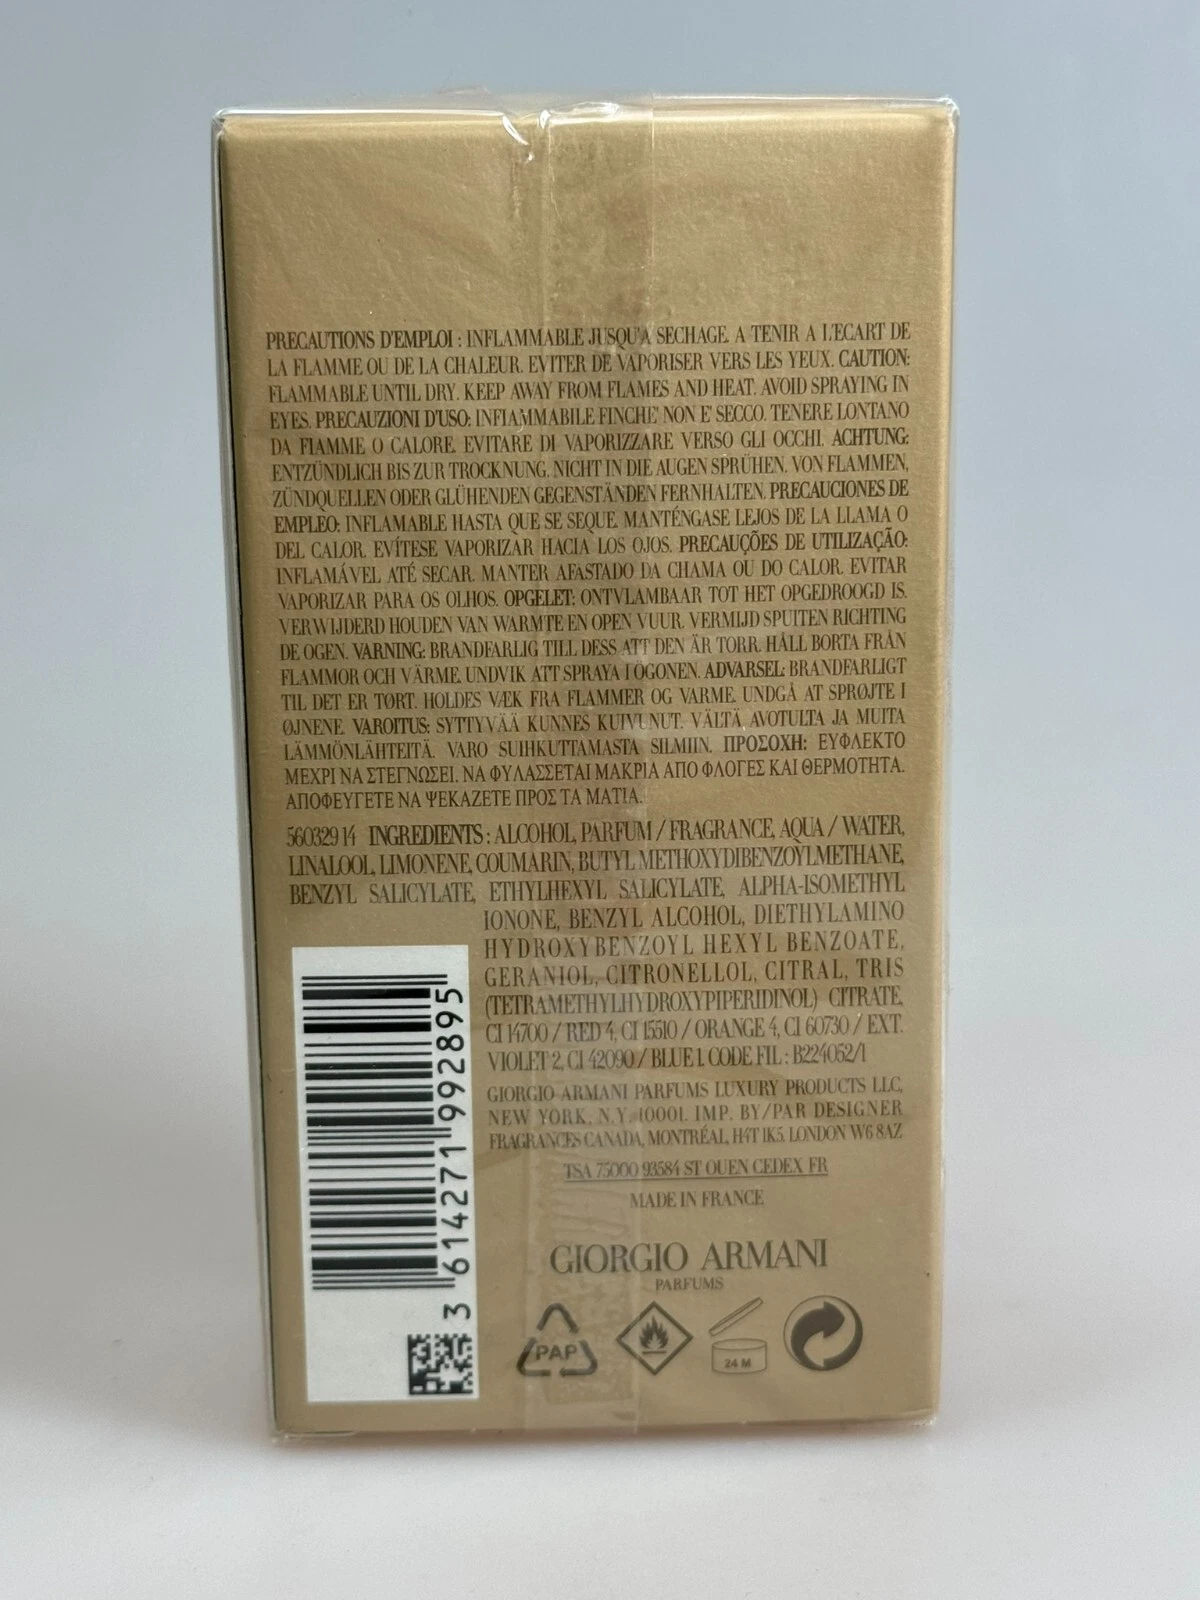 PRECAUTIONS D'EMPLOI : INFLAMMABLE JUSQU'A SECHAGE. A TENIR A L'ECART DE
LA FLAMME OU DE LA CHALEUR. EVITER DE VAPORISER VERS LES YEUX. CAUTION:
FLAMMABLE UNTIL DRY. KEEP AWAY FROM FLAMES AND HEAT. AVOID SPRAYING IN
EYES. PRECAUZIONI D'USO: INFIAMMABILE FINCHE' NON E' SECCO. TENERE LONTANO
DA FIAMME O CALORE. EVITARE DI VAPORIZZARE VERSO GLI OCCHI. ACHTUNG:
ENTZÜNDLICH BIS ZUR TROCKNUNG. NICHT IN DIE AUGEN SPRÜHEN. VON FLAMMEN,
ZÜNDQUELLEN ODER GLÜHENDEN GEGENSTÄNDEN FERNHALTEN. PRECAUCIONES DE
EMPLEO: INFLAMABLE HASTA QUE SE SEQUE. MANTÉNGASE LEJOS DE LA LLAMA O
DEL CALOR. EVÍTESE VAPORIZAR HACIA LOS OJOS. PRECAUÇÕES DE UTILIZAÇÃO:
INFLAMÁVEL ATÉ SECAR. MANTER AFASTADO DA CHAMA OU DO CALOR. EVITAR
VAPORIZAR PARA OS OLHOS. OPGELET: ONTVLAMBAAR TOT HET OPGEDROOGD IS.
VERWIJDERD HOUDEN VAN WARMTE EN OPEN VUUR. VERMIJD SPUITEN RICHTING
DE OGEN. VARNING: BRANDFARLIG TILL DESS ATT DEN ÄR TORR. HÅLL BORTA FRÅN
FLAMMOR OCH VÄRME. UNDVIK ATT SPRAYA I ÖGONEN. ADVARSEL: BRANDFARLIGT
TIL DET ER TØRT. HOLDES VÆK FRA FLAMMER OG VARME. UNDGÅ AT SPRØJTE I
ØJNENE. VAROITUS: SYTTYVÄÄ KUNNES KUIVUNUT. VÄLTÄ AVOTULTA JA MUITA
LÄMMÖNLÄHTEITÄ. VARO SUIHKUTTAMASTA SILMIIN. ΠΡΟΣΟΧΗ: ΕΥΦΛΕΚΤΟ
ΜΕΧΡΙ ΝΑ ΣΤΕΓΝΩΣΕΙ. ΝΑ ΦΥΛΑΣΣΕΤΑΙ ΜΑΚΡΙΑ ΑΠΟ ΦΛΟΓΕΣ ΚΑΙ ΘΕΡΜΟΤΗΤΑ.
ΑΠΟΦΕΥΓΕΤΕ ΝΑ ΨΕΚΑΖΕΤΕ ΠΡΟΣ ΤΑ ΜΑΤΙΑ.
560329 14 INGREDIENTS : ALCOHOL, PARFUM / FRAGRANCE, AQUA / WATER,
LINALOOL, LIMONENE, COUMARIN, BUTYL METHOXYDIBENZOYLMETHANE,
BENZYL SALICYLATE, ETHYLHEXYL SALICYLATE, ALPHA-ISOMETHYL
IONONE, BENZYL ALCOHOL, DIETHYLAMINO
HYDROXYBENZOYL HEXYL BENZOATE,
GERANIOL, CITRONELLOL, CITRAL, TRIS
(TETRAMETHYLHYDROXYPIPERIDINOL) CITRATE,
CI 14700 / RED 4, CI 15510 / ORANGE 4, CI 60730 / EXT.
VIOLET 2, CI 42090 / BLUE 1. CODE FIL : B224052/1
GIORGIO ARMANI PARFUMS LUXURY PRODUCTS LLC,
NEW YORK, N.Y. 10001. IMP. BY/PAR DESIGNER
FRAGRANCES CANADA, MONTRÉAL, H4T 1K5. LONDON W6 8AZ
TSA 75000 93584 ST OUEN CEDEX FR
MADE IN FRANCE
GIORGIO ARMANI
PARFUMS
PAP
24 M
3 614271 992895